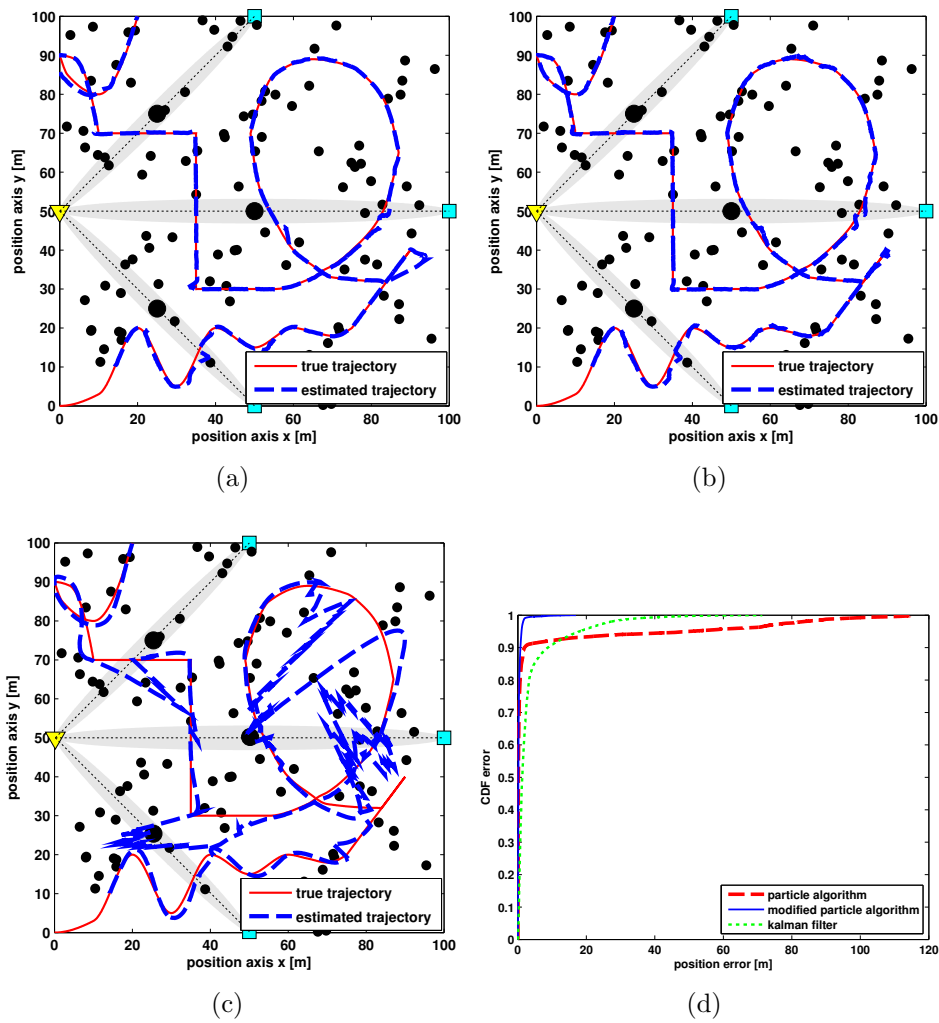 100
90
80
70
60
50
40
30
20
10
0
position axis y [m]
true trajectory
estimated trajectory
0 20 40 60 80 100
position axis x [m]
(a)
100
90
80
70
60
50
40
30
20
10
0
position axis y [m]
true trajectory
estimated trajectory
0 20 40 60 80 100
position axis x [m]
(b)
100
90
80
70
60
50
40
30
20
10
0
position axis y [m]
true trajectory
estimated trajectory
0 20 40 60 80 100
position axis x [m]
(c)
1
0.9
0.8
0.7
0.6
0.5
0.4
0.3
0.2
0.1
0
CDF error
particle algorithm
modified particle algorithm
kalman filter
0 20 40 60 80 100 120
position error [m]
(d)